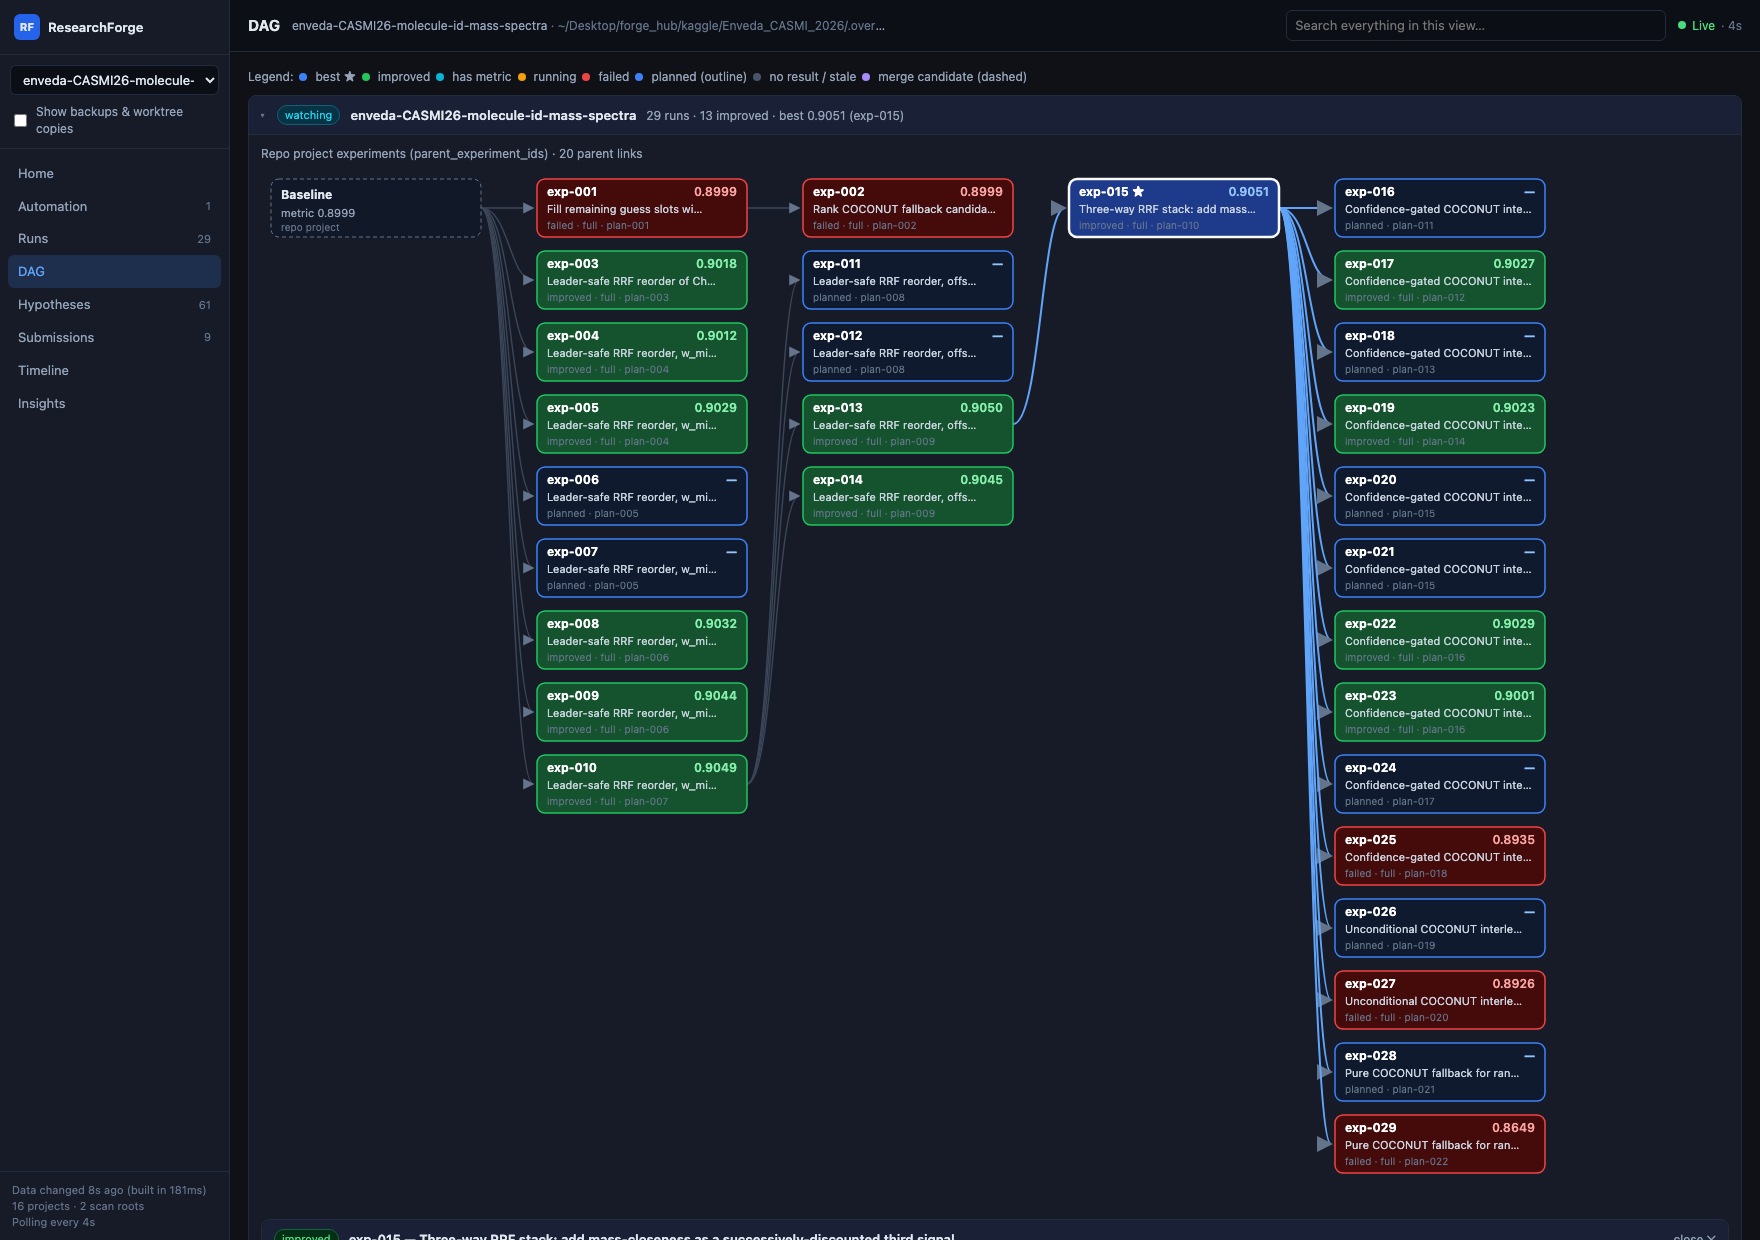 RF ResearchForge
enveda-CASMI26-molecule-
Show backups & worktree
copies
Home
Automation 1
Runs 29
DAG
Hypotheses 61
Submissions 9
Timeline
Insights
Data changed 8s ago (built in 181ms)
16 projects · 2 scan roots
Polling every 4s
DAG enveda-CASMI26-molecule-id-mass-spectra · ~/Desktop/forge_hub/kaggle/Enveda_CASMI_2026/.over...
Search everything in this view...
Live · 4s
Legend: best ★ improved has metric running failed planned (outline) no result / stale merge candidate (dashed)
watching enveda-CASMI26-molecule-id-mass-spectra 29 runs · 13 improved · best 0.9051 (exp-015)
Repo project experiments (parent_experiment_ids) · 20 parent links
Baseline
metric 0.8999
repo project
exp-001 0.8999
Fill remaining guess slots wi...
failed · full · plan-001
exp-003 0.9018
Leader-safe RRF reorder of Ch...
improved · full · plan-003
exp-004 0.9012
Leader-safe RRF reorder, w_mi...
improved · full · plan-004
exp-005 0.9029
Leader-safe RRF reorder, w_mi...
improved · full · plan-004
exp-006 —
Leader-safe RRF reorder, w_mi...
planned · plan-005
exp-007 —
Leader-safe RRF reorder, w_mi...
planned · plan-005
exp-008 0.9032
Leader-safe RRF reorder, w_mi...
improved · full · plan-006
exp-009 0.9044
Leader-safe RRF reorder, w_mi...
improved · full · plan-006
exp-010 0.9049
Leader-safe RRF reorder, w_mi...
improved · full · plan-007
exp-002 0.8999
Rank COCONUT fallback candida...
failed · full · plan-002
exp-011 —
Leader-safe RRF reorder, offs...
planned · plan-008
exp-012 —
Leader-safe RRF reorder, offs...
planned · plan-008
exp-013 0.9050
Leader-safe RRF reorder, offs...
improved · full · plan-009
exp-014 0.9045
Leader-safe RRF reorder, offs...
improved · full · plan-009
exp-015 ★ 0.9051
Three-way RRF stack: add mass...
improved · full · plan-010
exp-016 —
Confidence-gated COCONUT inte...
planned · plan-011
exp-017 0.9027
Confidence-gated COCONUT inte...
improved · full · plan-012
exp-018 —
Confidence-gated COCONUT inte...
planned · plan-013
exp-019 0.9023
Confidence-gated COCONUT inte...
improved · full · plan-014
exp-020 —
Confidence-gated COCONUT inte...
planned · plan-015
exp-021 —
Confidence-gated COCONUT inte...
planned · plan-015
exp-022 0.9029
Confidence-gated COCONUT inte...
improved · full · plan-016
exp-023 0.9001
Confidence-gated COCONUT inte...
improved · full · plan-016
exp-024 —
Confidence-gated COCONUT inte...
planned · plan-017
exp-025 0.8935
Confidence-gated COCONUT inte...
failed · full · plan-018
exp-026 —
Unconditional COCONUT interle...
planned · plan-019
exp-027 0.8926
Unconditional COCONUT interle...
failed · full · plan-020
exp-028 —
Pure COCONUT fallback for ran...
planned · plan-021
exp-029 0.8649
Pure COCONUT fallback for ran...
failed · full · plan-022
improved exp-015 — Three-way RRF stack: add mass-closeness as a successively-discounted third signal close ✕